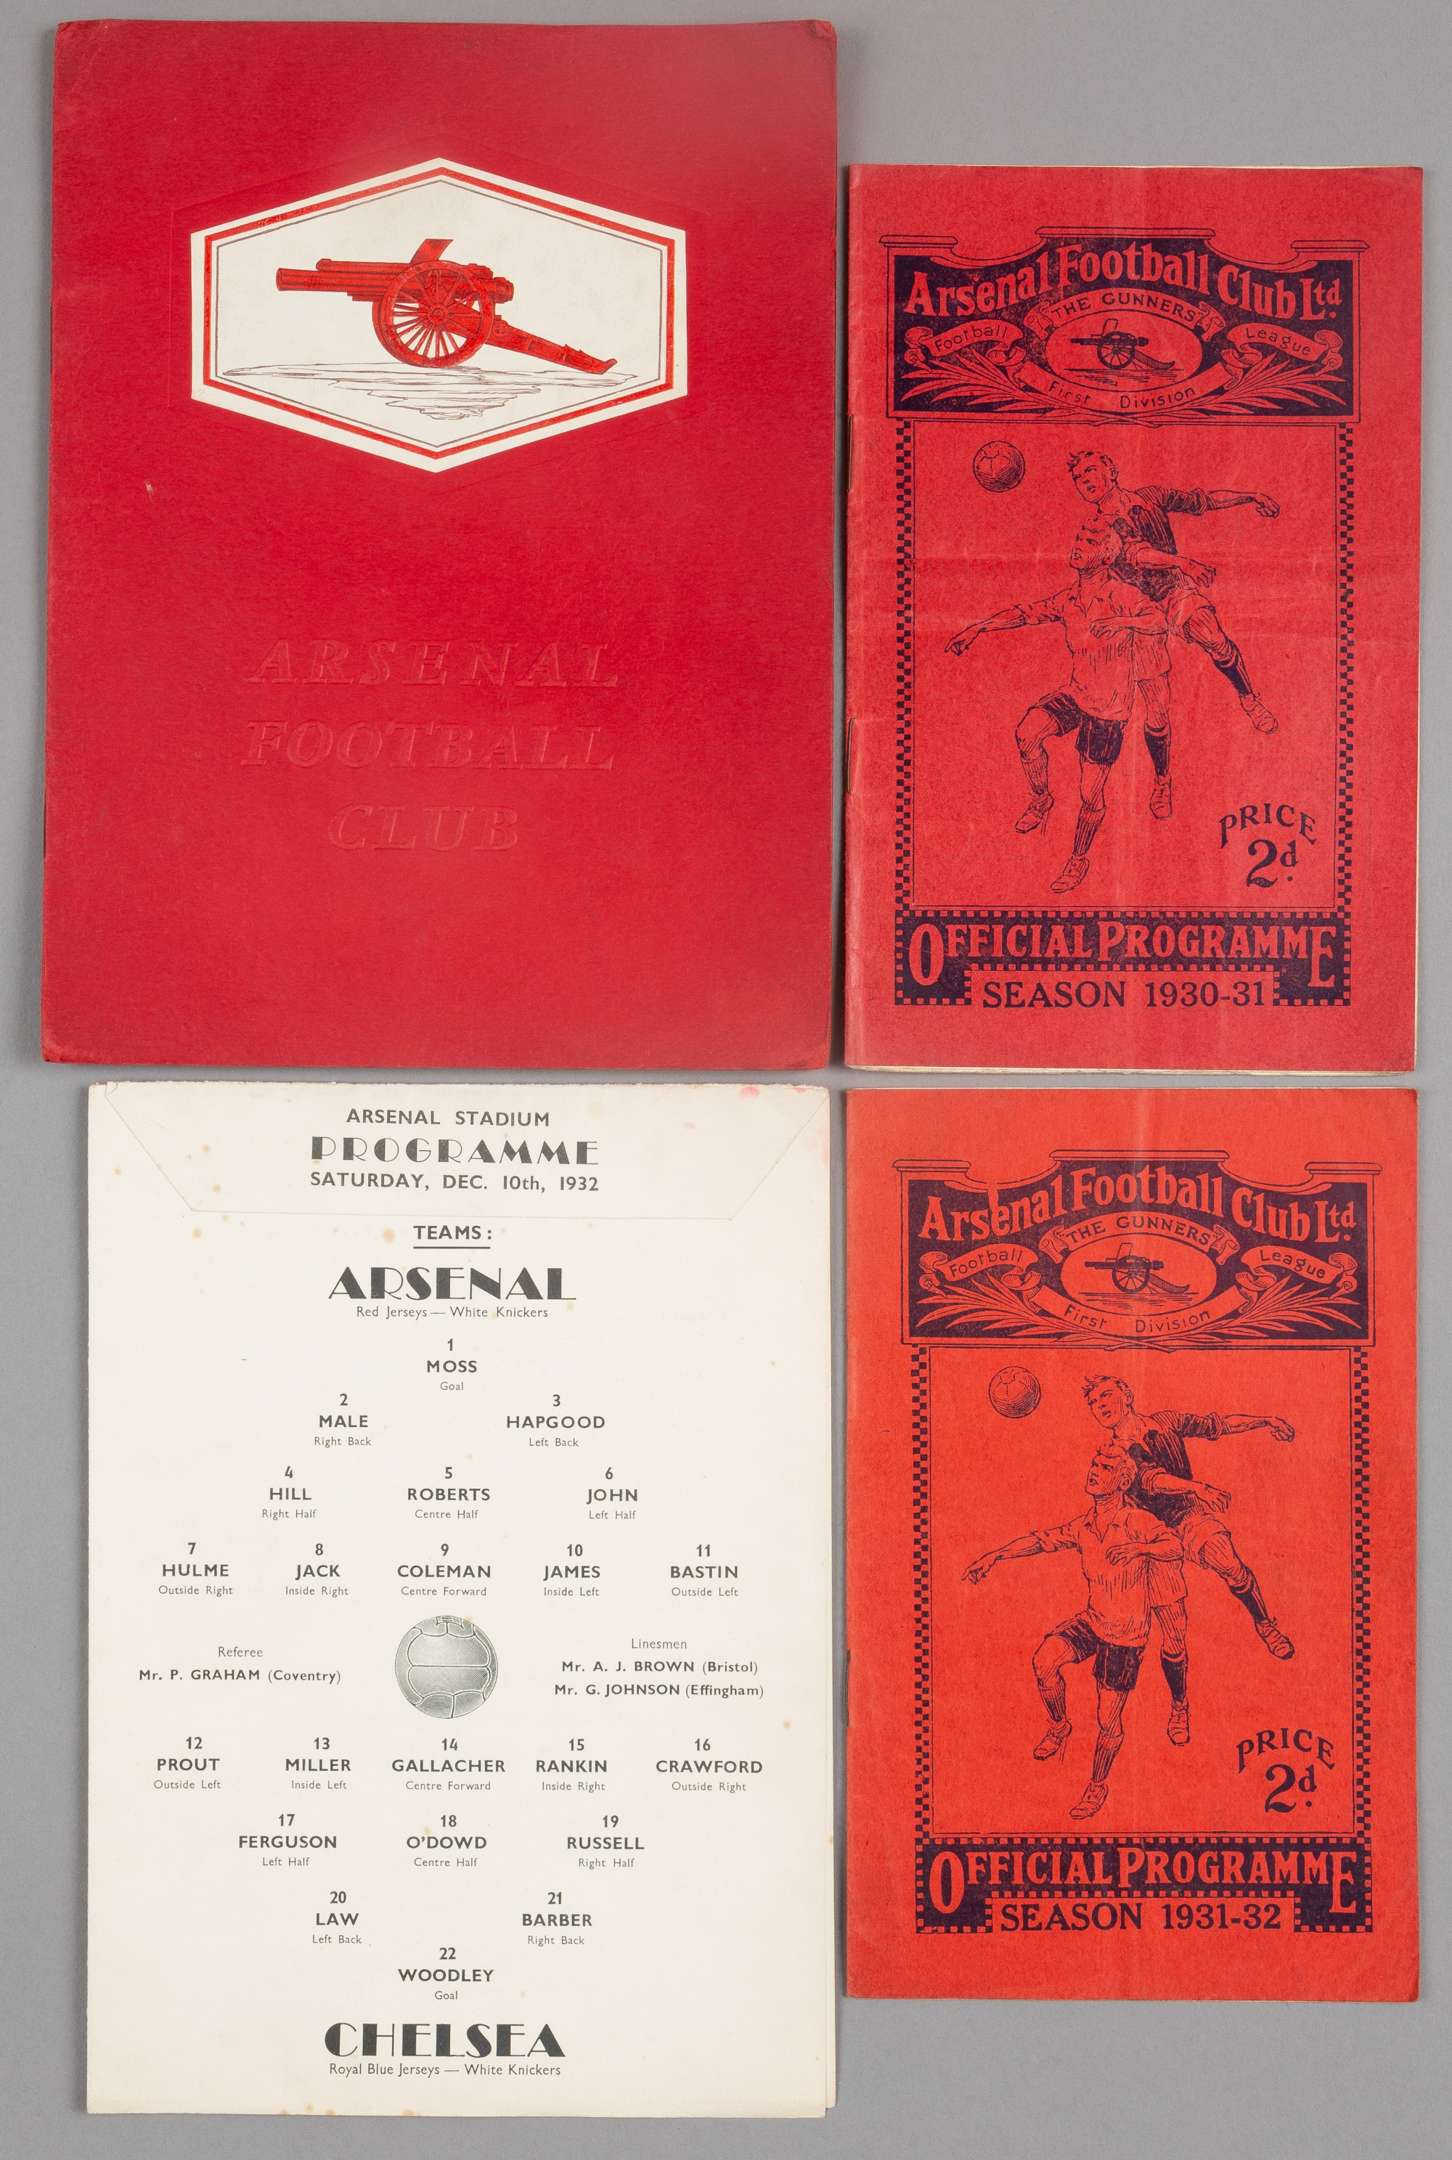 ARSENAL
FOOTBALL
CLUB
Arsenal Football Club Ltd.
THE GUNNERS
Football League
First Division
PRICE
2d.
OFFICIAL PROGRAMME
SEASON 1930-31
ARSENAL STADIUM
PROGRAMME
SATURDAY, DEC. 10th, 1932
TEAMS:
ARSENAL
Red Jerseys — White Knickers
1
MOSS
Goal
2 3
MALE HAPGOOD
Right Back Left Back
4 5 6
HILL ROBERTS JOHN
Right Half Centre Half Left Half
7 8 9 10 11
HULME JACK COLEMAN JAMES BASTIN
Outside Right Inside Right Centre Forward Inside Left Outside Left
Referee
Mr. P. GRAHAM (Coventry)
Linesmen
Mr. A. J. BROWN (Bristol)
Mr. G. JOHNSON (Effingham)
12 13 14 15 16
PROUT MILLER GALLACHER RANKIN CRAWFORD
Outside Left Inside Left Centre Forward Inside Right Outside Right
17 18 19
FERGUSON O'DOWD RUSSELL
Left Half Centre Half Right Half
20 21
LAW BARBER
Left Back Right Back
22
WOODLEY
Goal
CHELSEA
Royal Blue Jerseys — White Knickers
Arsenal Football Club Ltd.
THE GUNNERS
Football League
First Division
PRICE
2d.
OFFICIAL PROGRAMME
SEASON 1931-32